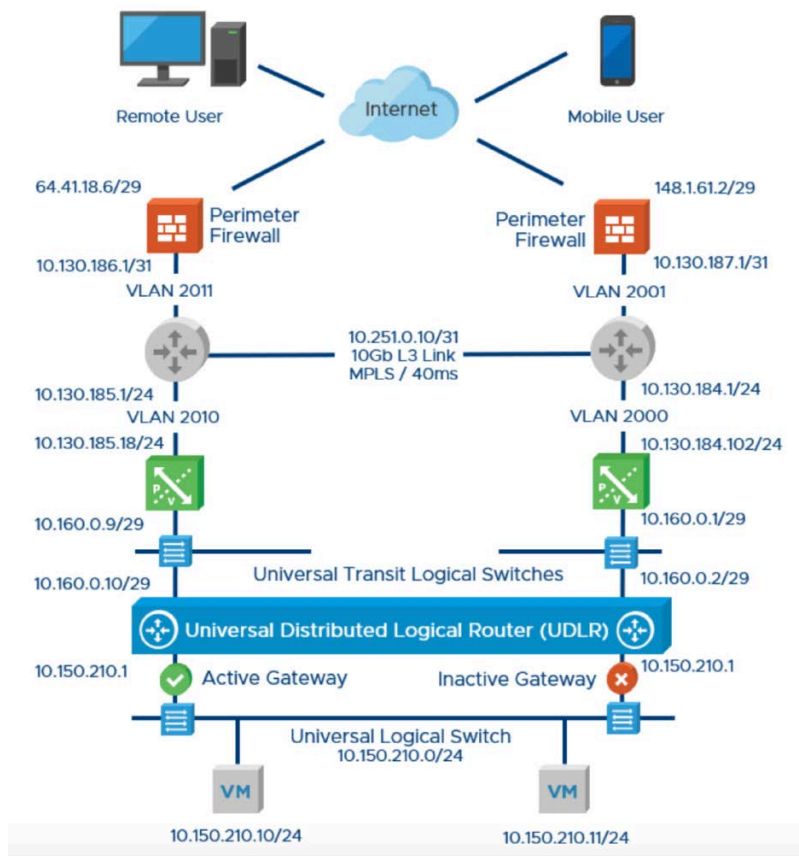 Internet
Remote User
Mobile User
64.41.18.6/29
148.1.61.2/29
Perimeter
Firewall
Perimeter
Firewall
10.130.186.1/31
10.130.187.1/31
VLAN 2011
VLAN 2001
10.251.0.10/31
10Gb L3 Link
MPLS / 40ms
10.130.185.1/24
10.130.184.1/24
VLAN 2010
VLAN 2000
10.130.185.18/24
10.130.184.102/24
P
V
P
V
10.160.0.9/29
10.160.0.1/29
Universal Transit Logical Switches
10.160.0.10/29
10.160.0.2/29
Universal Distributed Logical Router (UDLR)
10.150.210.1
10.150.210.1
Active Gateway
Inactive Gateway
Universal Logical Switch
10.150.210.0/24
VM
VM
10.150.210.10/24
10.150.210.11/24